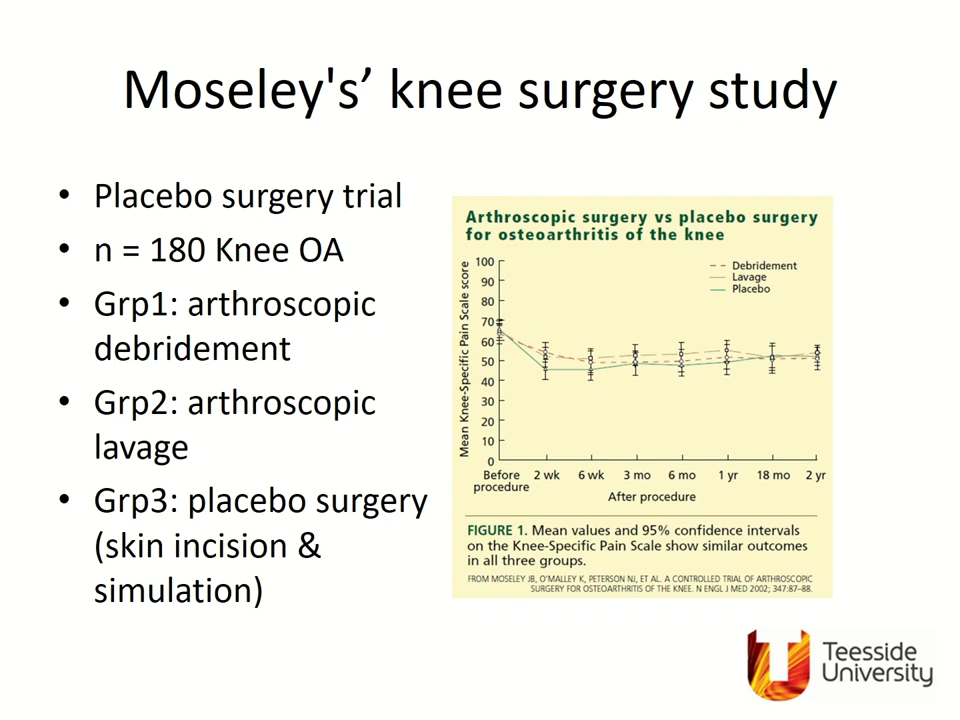 Moseley's’ knee surgery study
• Placebo surgery trial
• n = 180 Knee OA
• Grp1: arthroscopic
debridement
• Grp2: arthroscopic
lavage
• Grp3: placebo surgery
(skin incision &
simulation)
Arthroscopic surgery vs placebo surgery
for osteoarthritis of the knee
Mean Knee-Specific Pain Scale score
100
90
80
70
60
50
40
30
20
10
0
Debridement
Lavage
Placebo
Before
procedure
2 wk
6 wk
3 mo
6 mo
1 yr
18 mo
2 yr
After procedure
FIGURE 1. Mean values and 95% confidence intervals
on the Knee-Specific Pain Scale show similar outcomes
in all three groups.
FROM MOSELEY JB, O'MALLEY K, PETERSON NJ, ET AL. A CONTROLLED TRIAL OF ARTHROSCOPIC
SURGERY FOR OSTEOARTHRITIS OF THE KNEE. N ENGL J MED 2002; 347:87–88.
Teesside
University